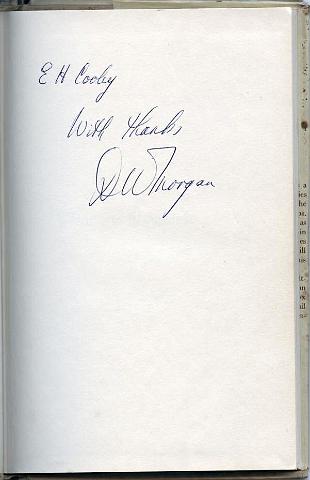 E H Cooley
With thanks
D W Morgan